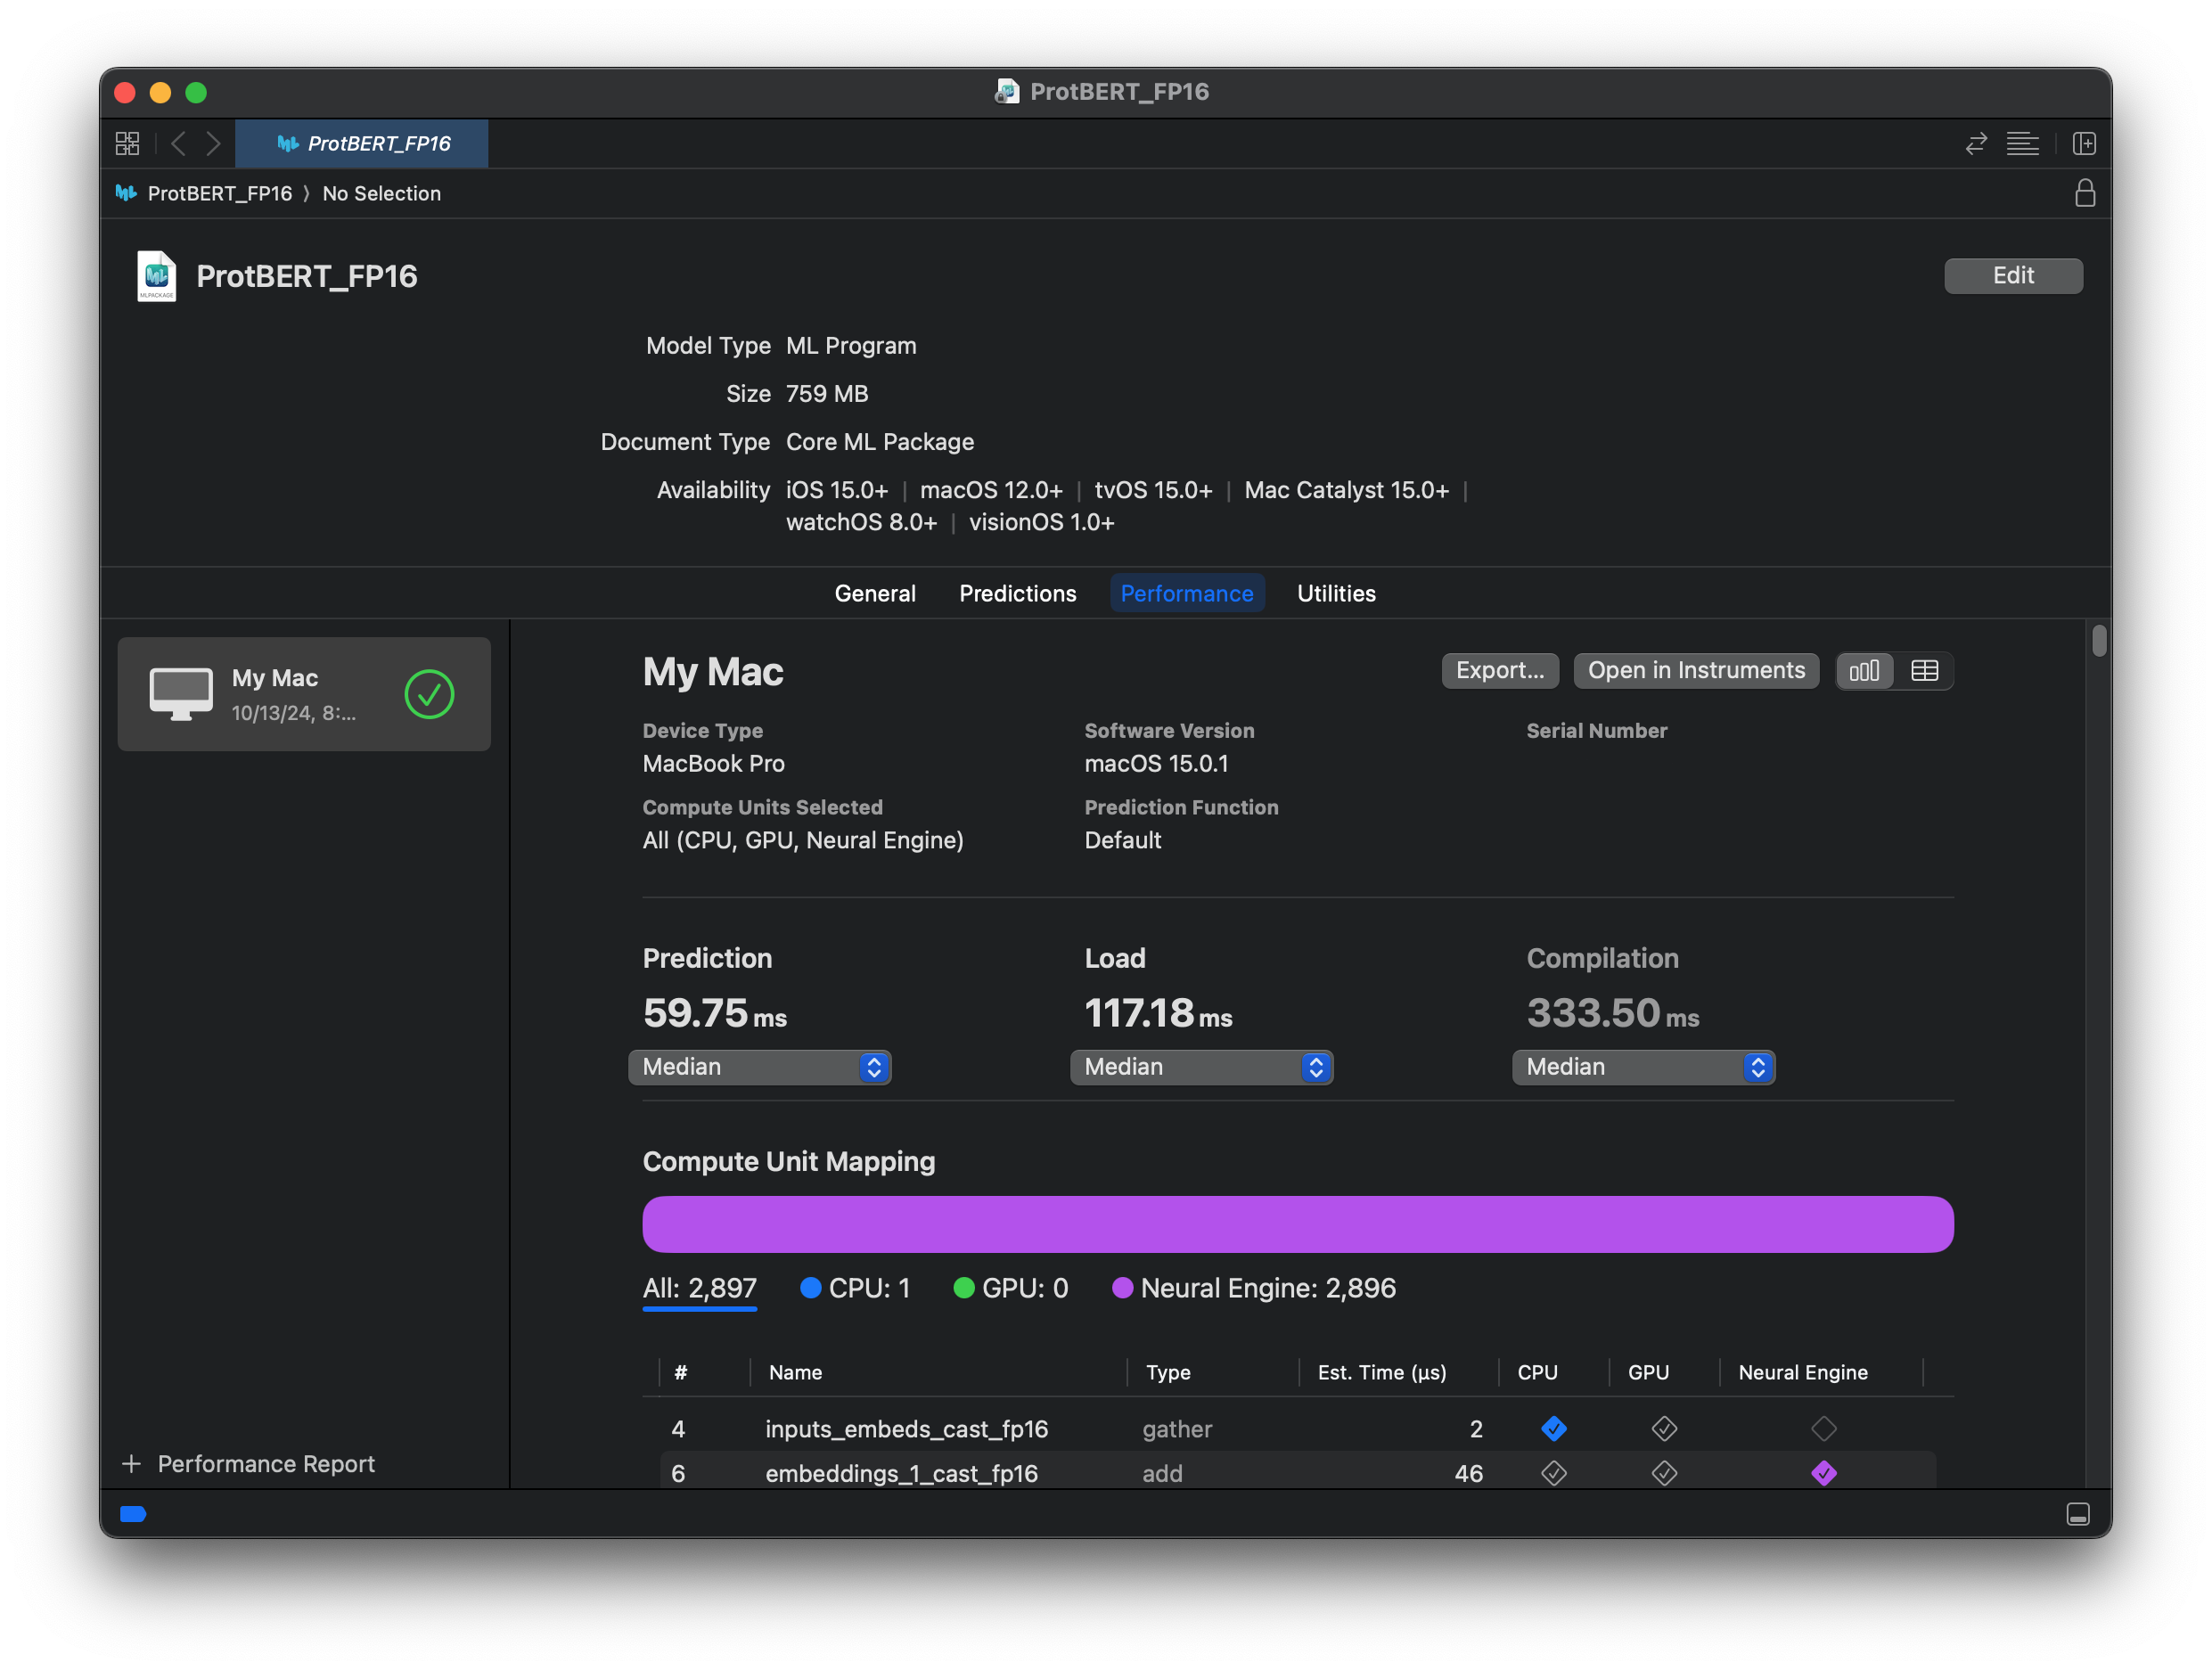 ProtBERT_FP16
ProtBERT_FP16
ProtBERT_FP16 〉 No Selection
MLPACKAGE
ProtBERT_FP16
Edit
Model Type ML Program
Size 759 MB
Document Type Core ML Package
Availability iOS 15.0+ | macOS 12.0+ | tvOS 15.0+ | Mac Catalyst 15.0+ |
watchOS 8.0+ | visionOS 1.0+
General Predictions Performance Utilities
My Mac
10/13/24, 8:...
My Mac
Export... Open in Instruments
Device Type Software Version Serial Number
MacBook Pro macOS 15.0.1
Compute Units Selected Prediction Function
All (CPU, GPU, Neural Engine) Default
Prediction Load Compilation
59.75 ms 117.18 ms 333.50 ms
Median Median Median
Compute Unit Mapping
All: 2,897 CPU: 1 GPU: 0 Neural Engine: 2,896
# Name Type Est. Time (µs) CPU GPU Neural Engine
4 inputs_embeds_cast_fp16 gather 2
6 embeddings_1_cast_fp16 add 46
+ Performance Report